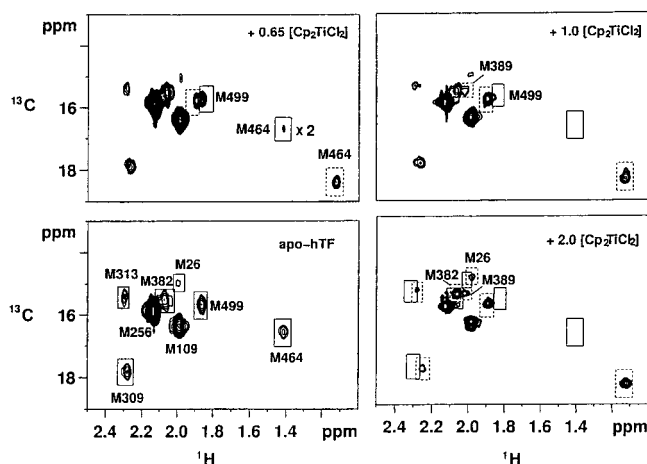 ppm
+ 0.65 [Cp₂TiCl₂]
¹³C
16
18
M499
M464
x 2
M464
+ 1.0 [Cp₂TiCl₂]
M389
M499
ppm
¹³C
16
18
apo-hTF
M313
M382
M26
M499
M256
M109
M464
M309
2.4
2.2
2.0
1.8
1.6
1.4
ppm
¹H
+ 2.0 [Cp₂TiCl₂]
M26
M382
M389
2.4
2.2
2.0
1.8
1.6
1.4
ppm
¹H